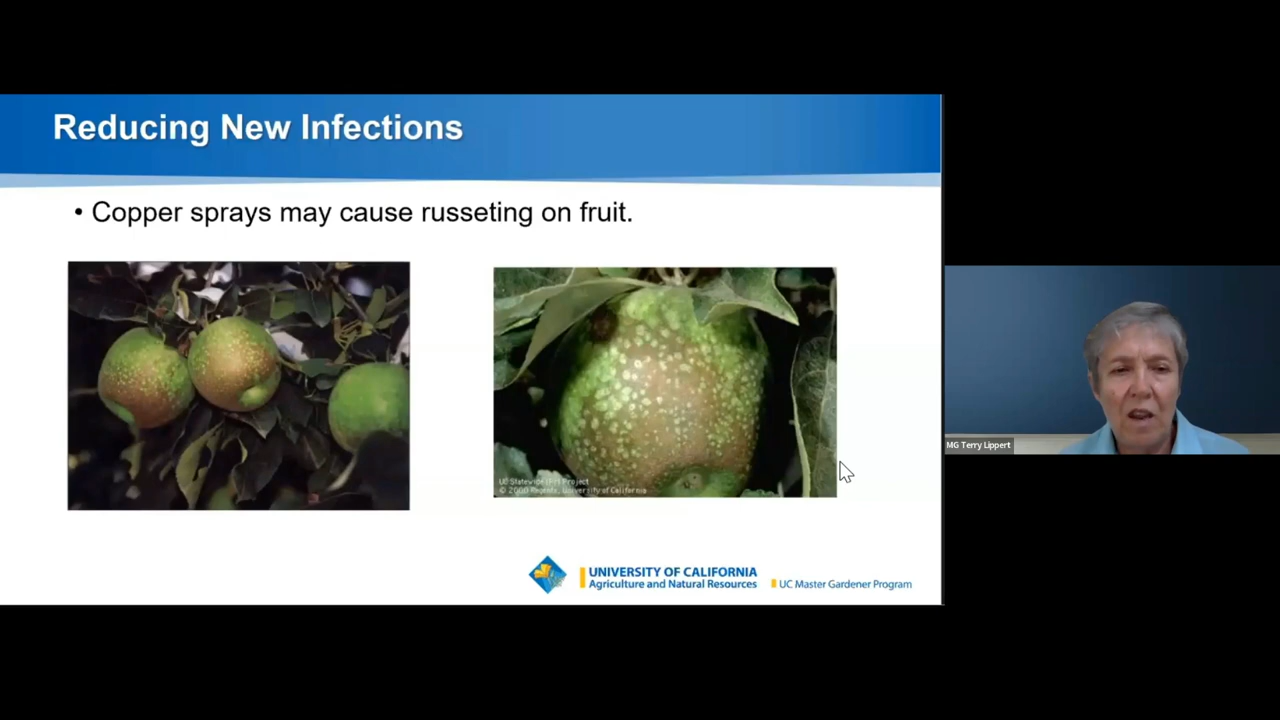 Reducing New Infections
• Copper sprays may cause russeting on fruit.
UC Statewide IPM Project
© 2000 Regents, University of California
MG Terry Lippert
UNIVERSITY OF CALIFORNIA
Agriculture and Natural Resources
UC Master Gardener Program